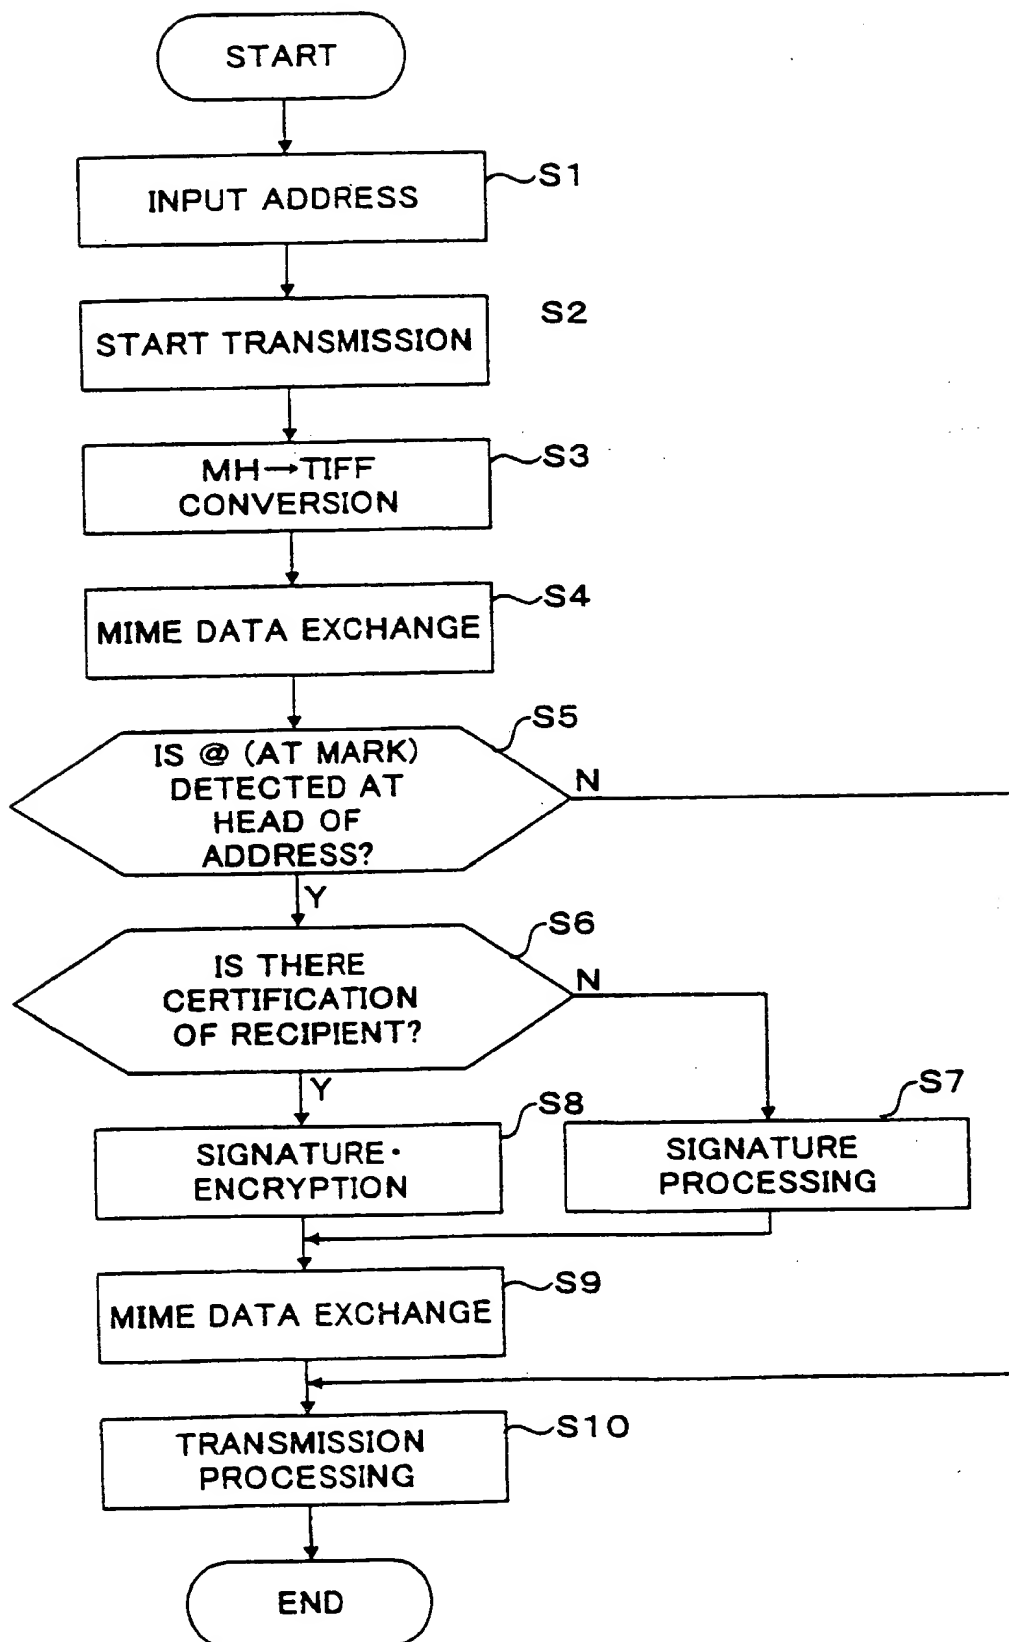 START
INPUT ADDRESS
S1
START TRANSMISSION
S2
MH→TIFF
CONVERSION
S3
MIME DATA EXCHANGE
S4
IS @ (AT MARK)
DETECTED AT
HEAD OF
ADDRESS?
S5
N
Y
IS THERE
CERTIFICATION
OF RECIPIENT?
S6
N
Y
SIGNATURE・
ENCRYPTION
S8
SIGNATURE
PROCESSING
S7
MIME DATA EXCHANGE
S9
TRANSMISSION
PROCESSING
S10
END